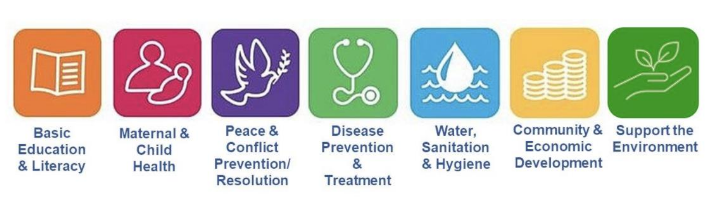 Basic
Education
& Literacy
Maternal &
Child
Health
Peace &
Conflict
Prevention/
Resolution
Disease
Prevention
&
Treatment
Water,
Sanitation
& Hygiene
Community &
Economic
Development
Support the
Environment